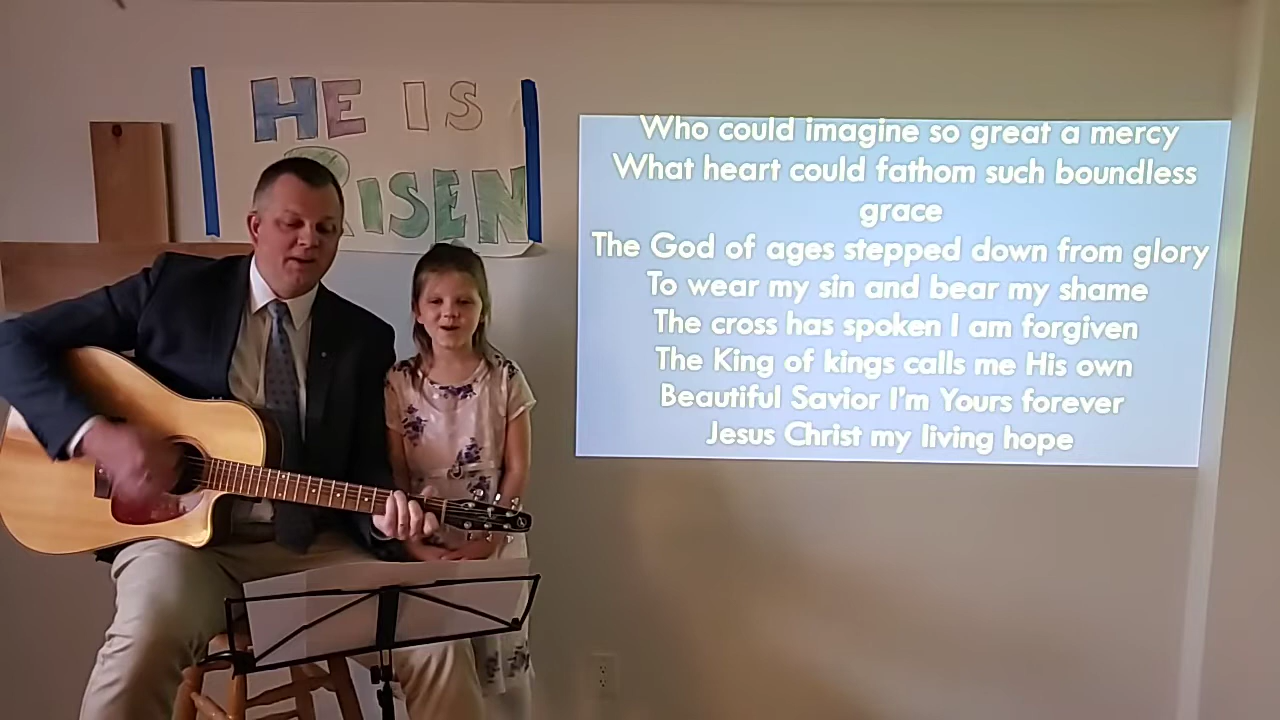 HE IS
RISEN
Who could imagine so great a mercy
What heart could fathom such boundless
grace
The God of ages stepped down from glory
To wear my sin and bear my shame
The cross has spoken I am forgiven
The King of kings calls me His own
Beautiful Savior I'm Yours forever
Jesus Christ my living hope